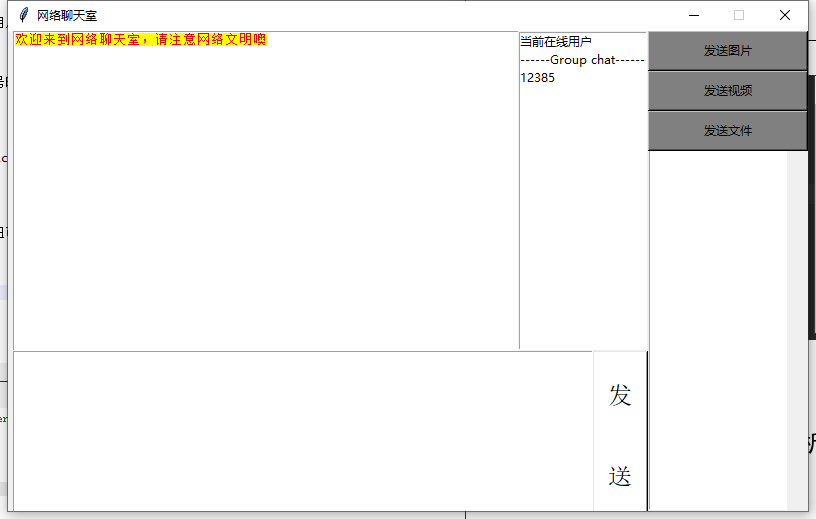 网络聊天室
欢迎来到网络聊天室，请注意网络文明噢
当前在线用户
------Group chat------
12385
发送图片
发送视频
发送文件
发
送